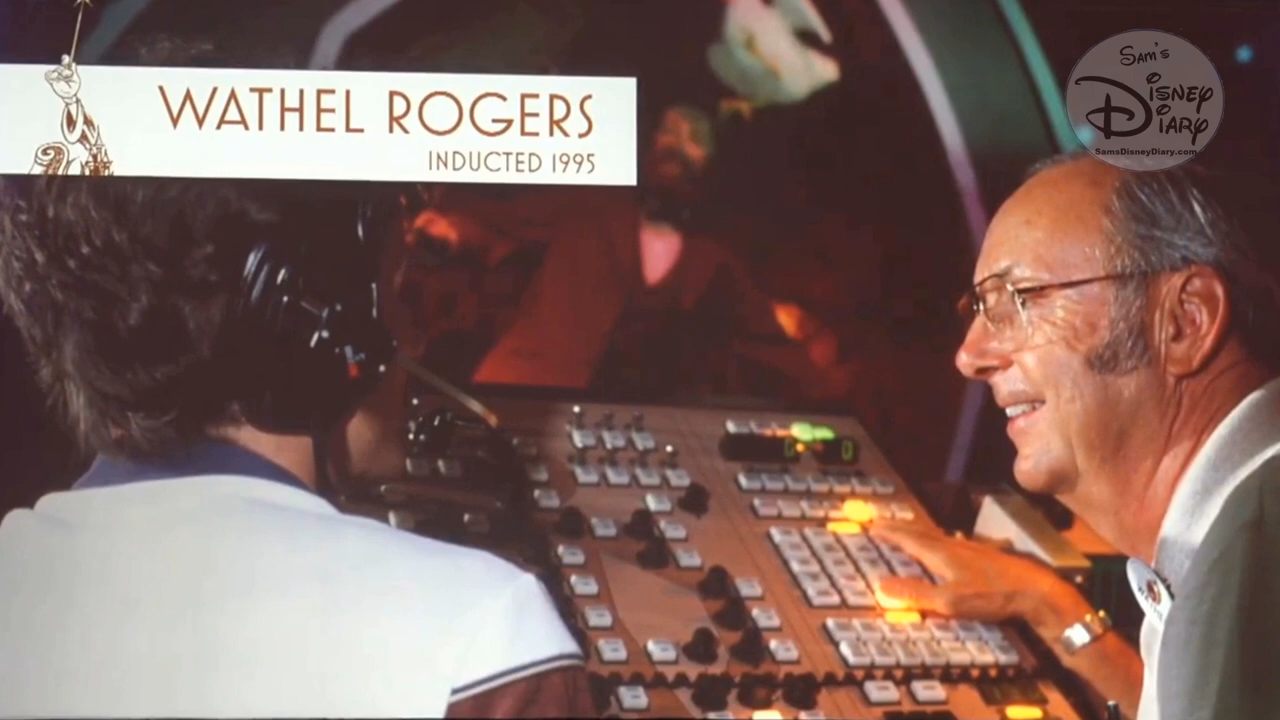 WATHEL ROGERS
INDUCTED 1995
SAM'S
DISNEY
DIARY
SamsDisneyDiary.com